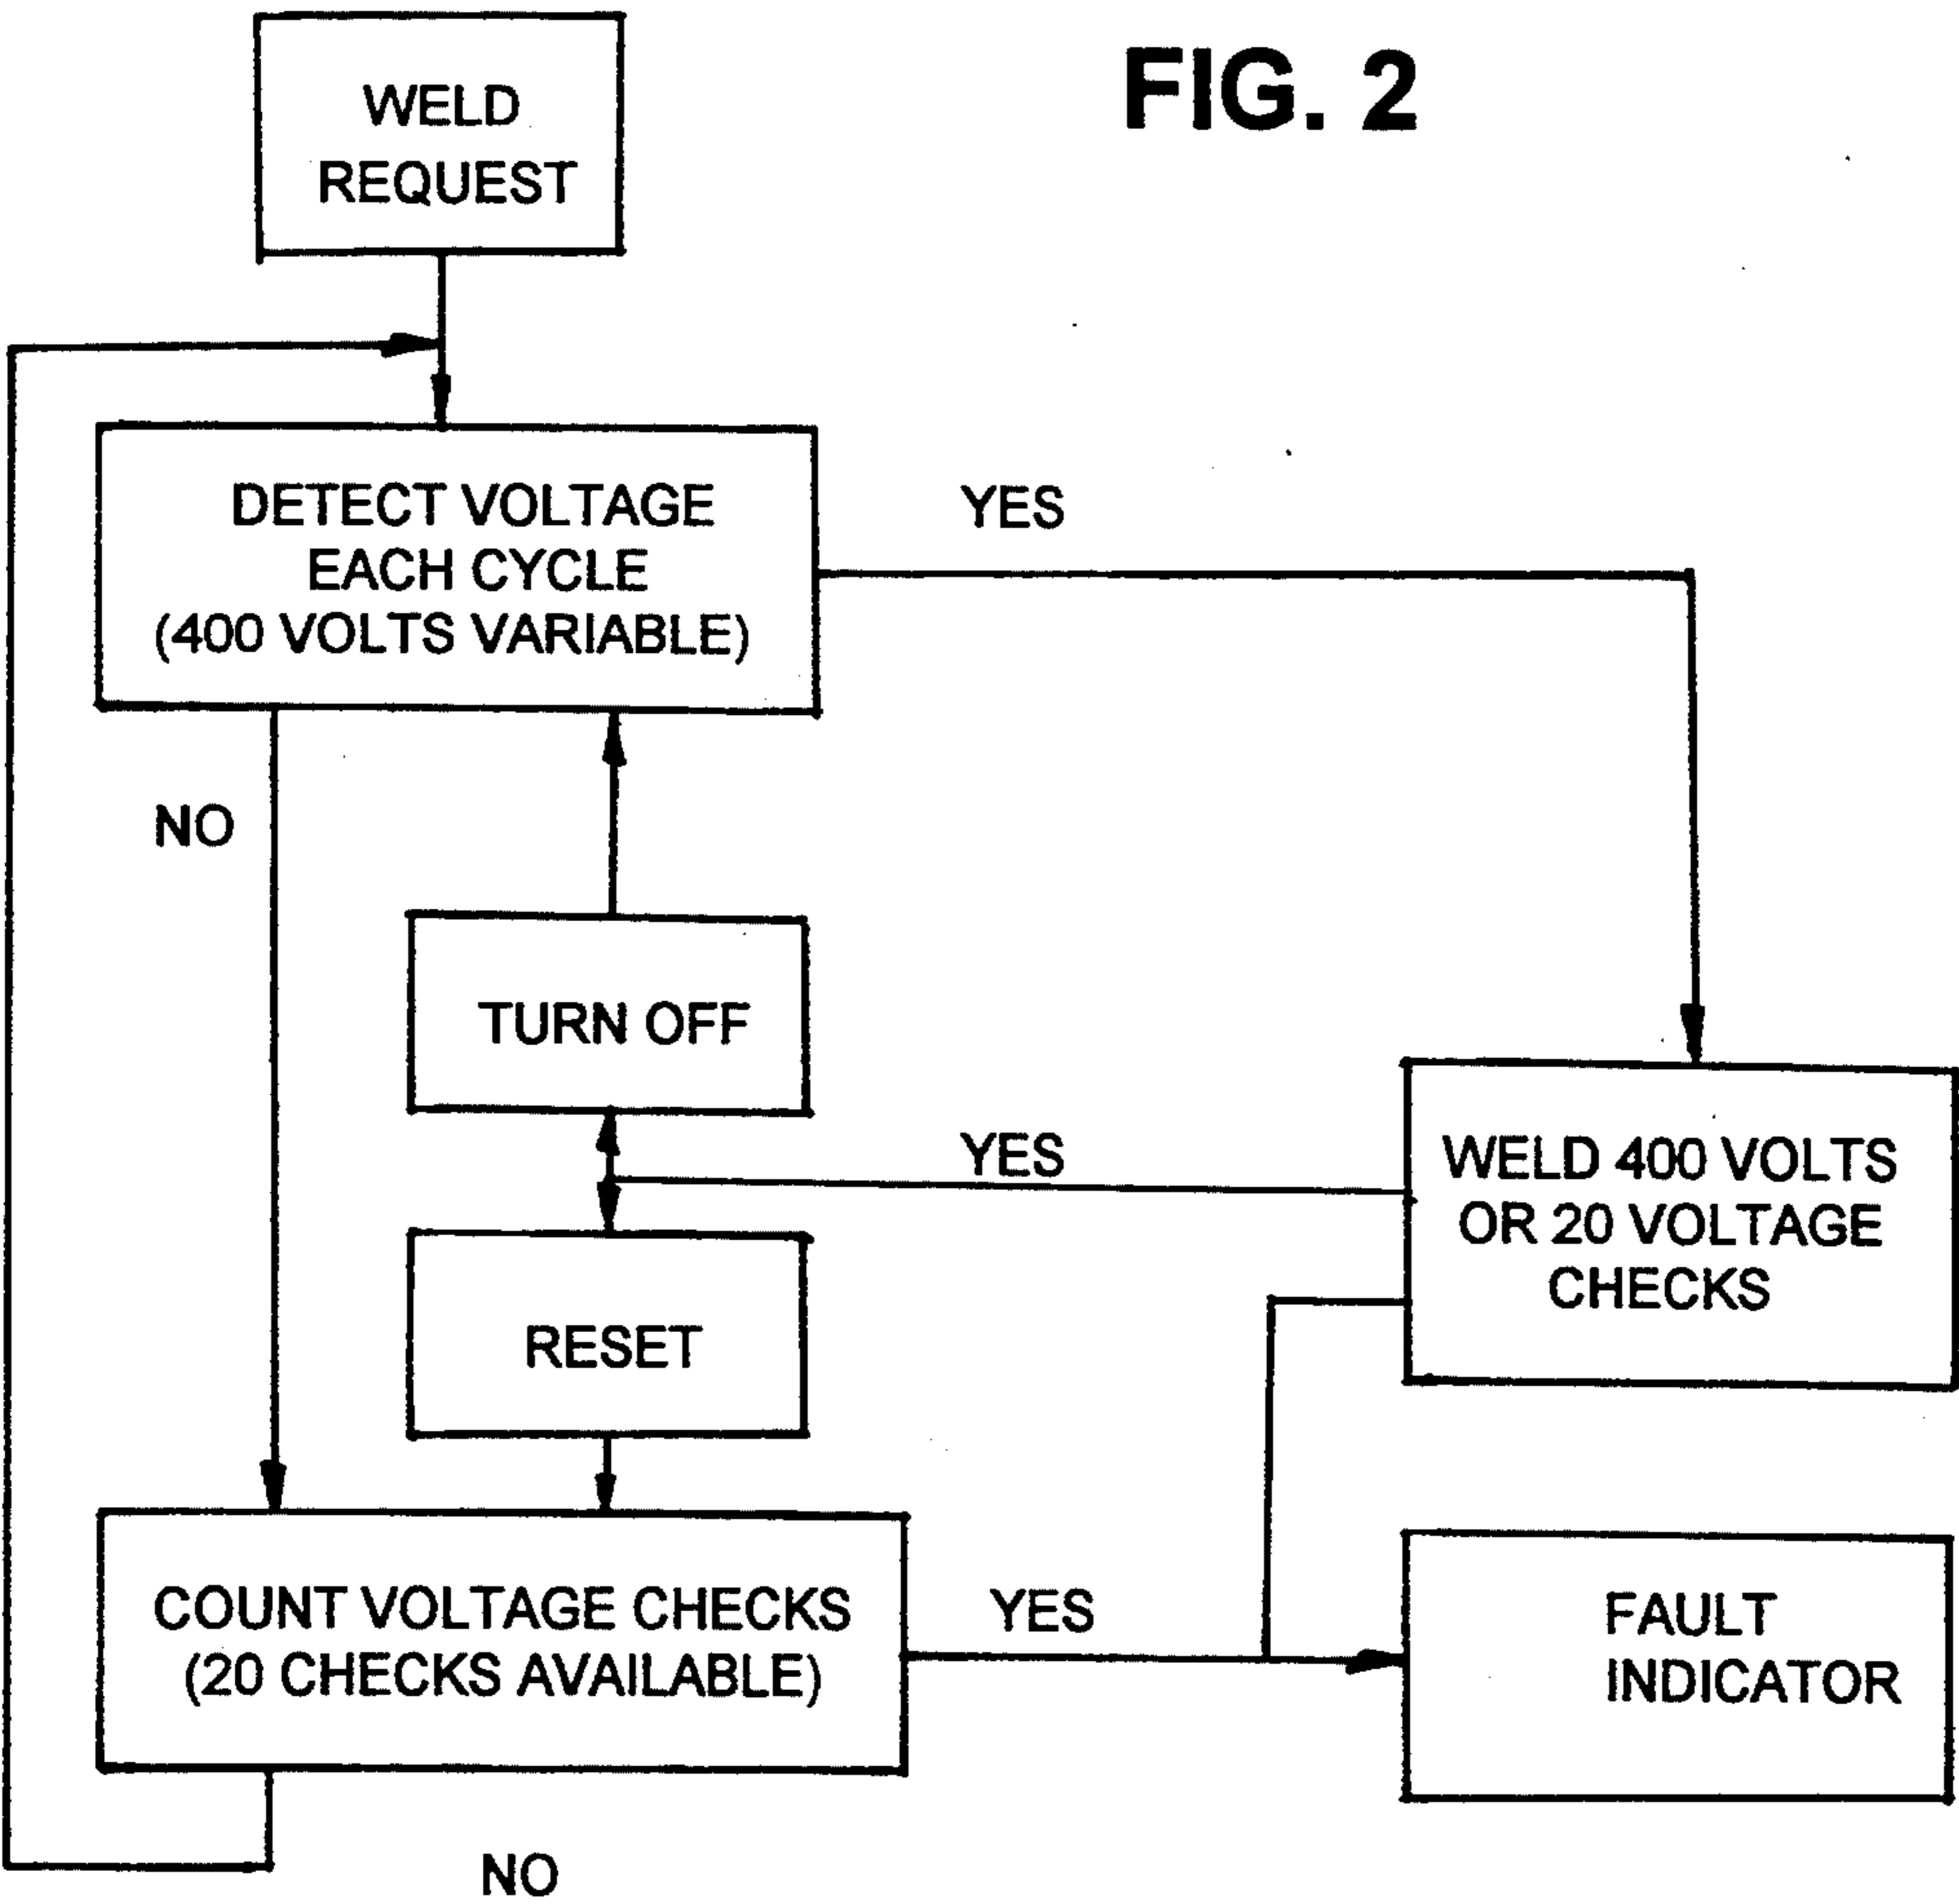 FIG. 2
WELD
REQUEST
DETECT VOLTAGE
EACH CYCLE
(400 VOLTS VARIABLE)
YES
NO
TURN OFF
YES
WELD 400 VOLTS
OR 20 VOLTAGE
CHECKS
RESET
COUNT VOLTAGE CHECKS
(20 CHECKS AVAILABLE)
YES
FAULT
INDICATOR
NO